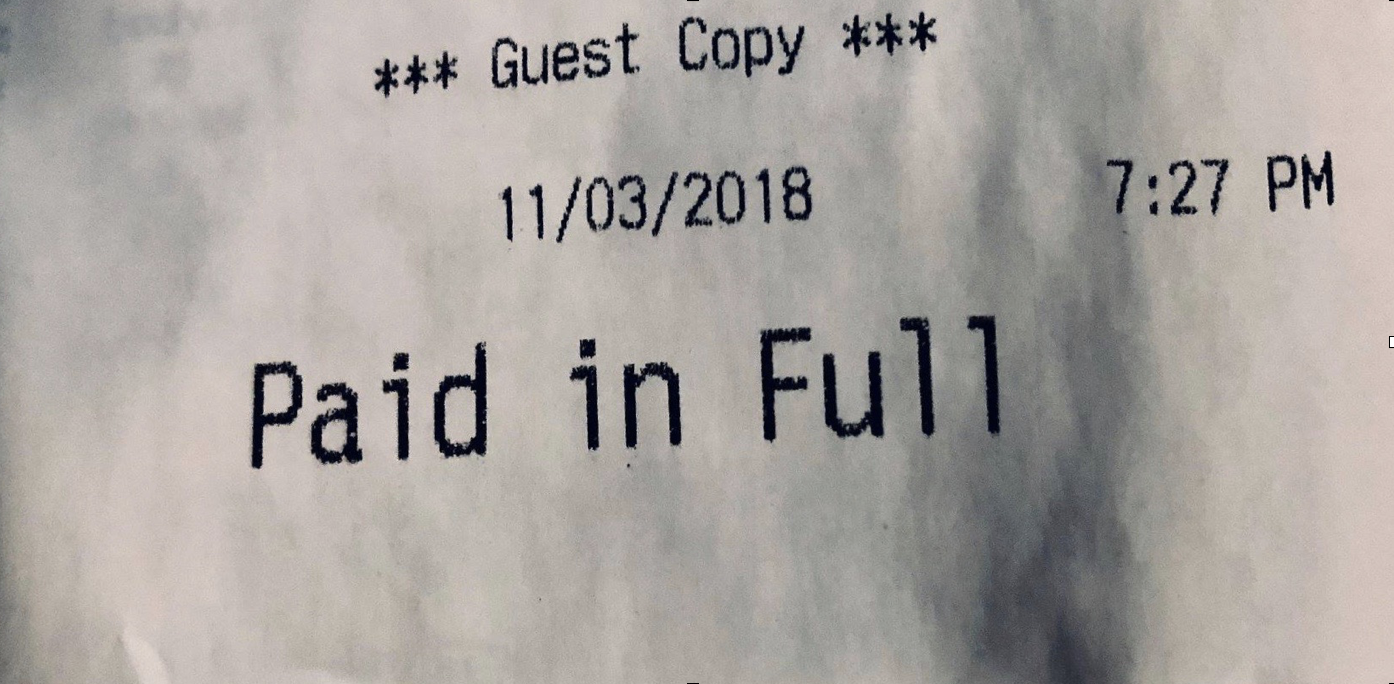 *** Guest Copy ***
11/03/2018 7:27 PM
Paid in Full